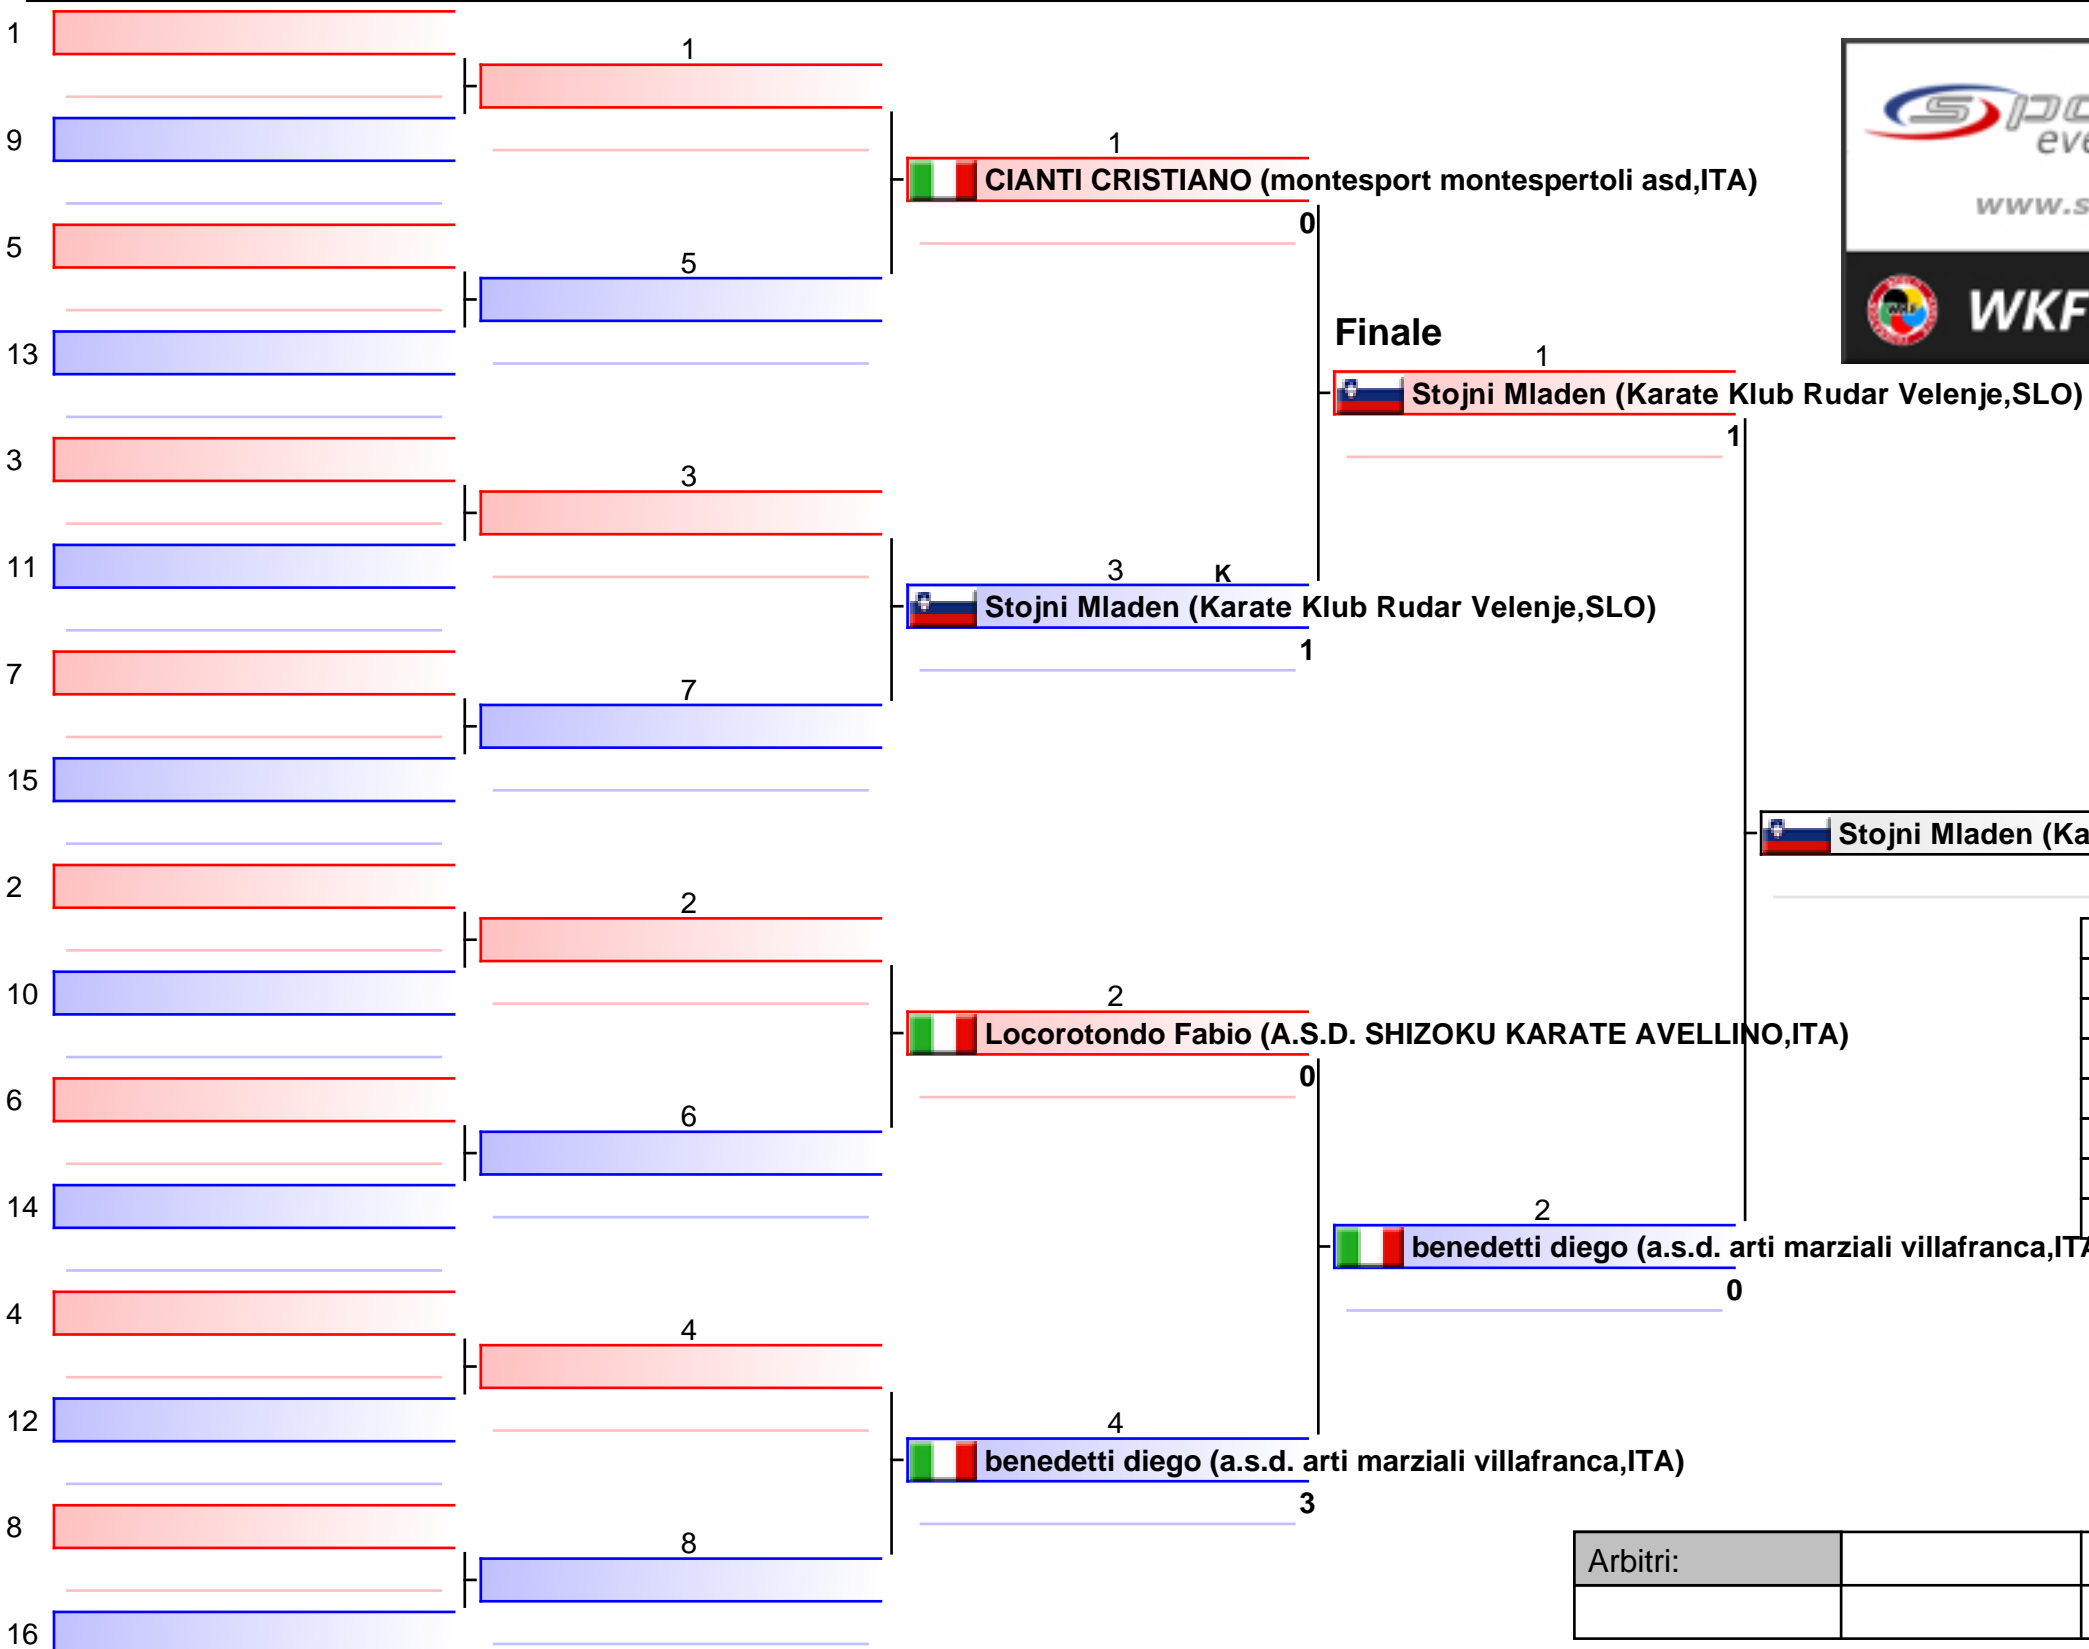 1
1
9
1
CIANTI CRISTIANO (montesport montespertoli asd,ITA)
www.s
0
5
5
WKF
Finale
1
13
Stojni Mladen (Karate Klub Rudar Velenje,SLO)
1
3
3
11
3 K
Stojni Mladen (Karate Klub Rudar Velenje,SLO)
1
7
7
15
Stojni Mladen (Ka
2
2
10
2
Locorotondo Fabio (A.S.D. SHIZOKU KARATE AVELLINO,ITA)
0
6
6
14
2
benedetti diego (a.s.d. arti marziali villafranca,ITA
0
4
4
12
4
benedetti diego (a.s.d. arti marziali villafranca,ITA)
3
8
8
Arbitri:
16